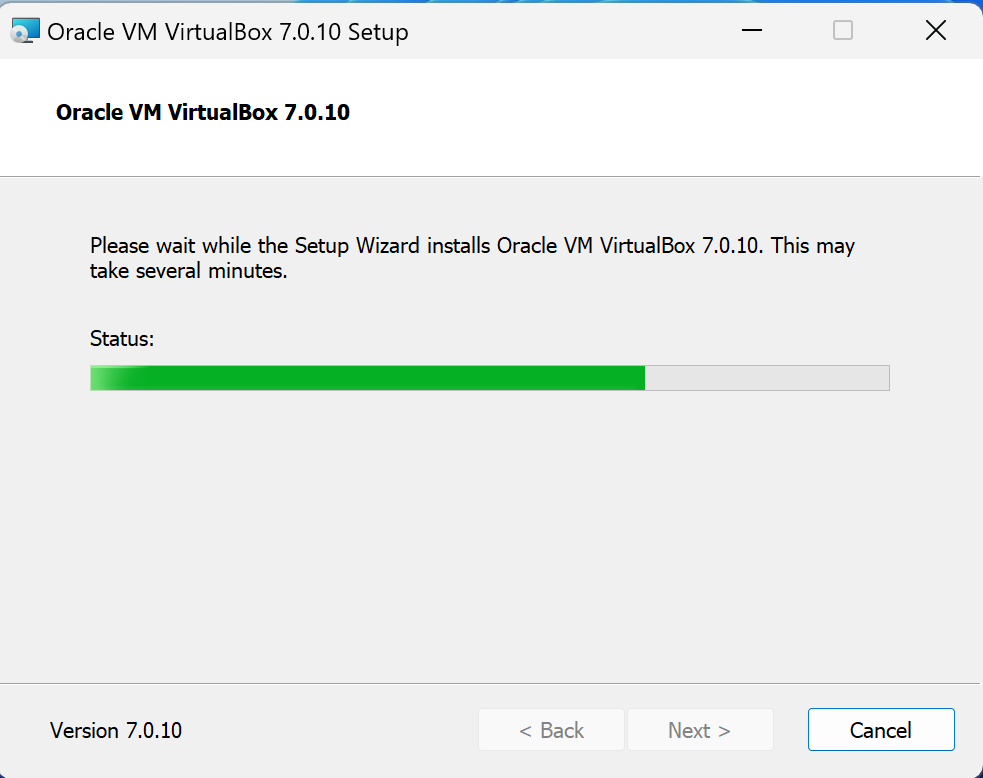 Oracle VM VirtualBox 7.0.10 Setup
Oracle VM VirtualBox 7.0.10
Please wait while the Setup Wizard installs Oracle VM VirtualBox 7.0.10. This may
take several minutes.
Status:
Version 7.0.10
< Back
Next >
Cancel